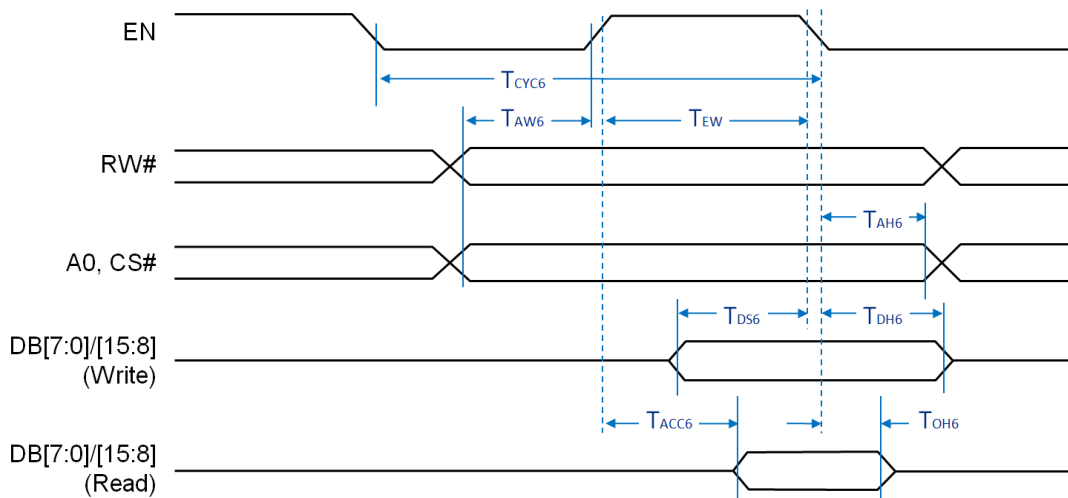 EN
TCYC6
TAW6
TEW
RW#
TAH6
A0, CS#
TDS6
TDH6
DB[7:0]/[15:8]
(Write)
TACC6
TOH6
DB[7:0]/[15:8]
(Read)